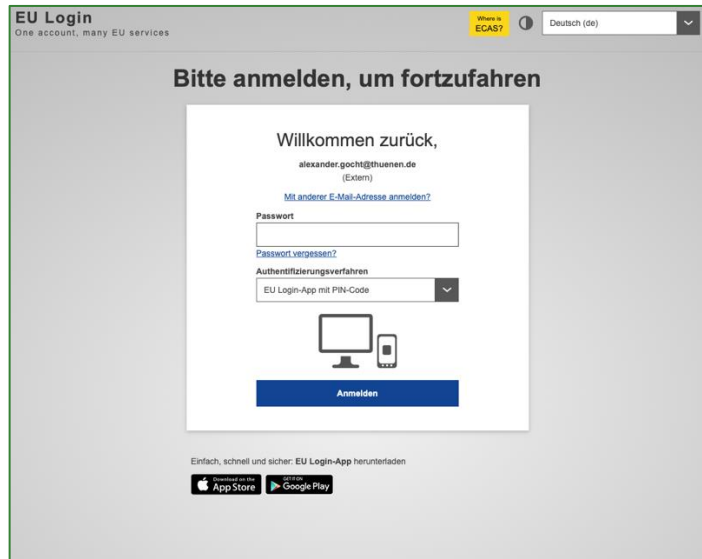 EU Login
One account, many EU services
Where is
ECAS?
Deutsch (de)
Bitte anmelden, um fortzufahren
Willkommen zurück,
alexander.gocht@thuenen.de
(Extern)
Mit anderer E-Mail-Adresse anmelden?
Passwort
Passwort vergessen?
Authentifizierungsverfahren
EU Login-App mit PIN-Code
Anmelden
Einfach, schnell und sicher: EU Login-App herunterladen
Download on the
App Store
GET IT ON
Google Play